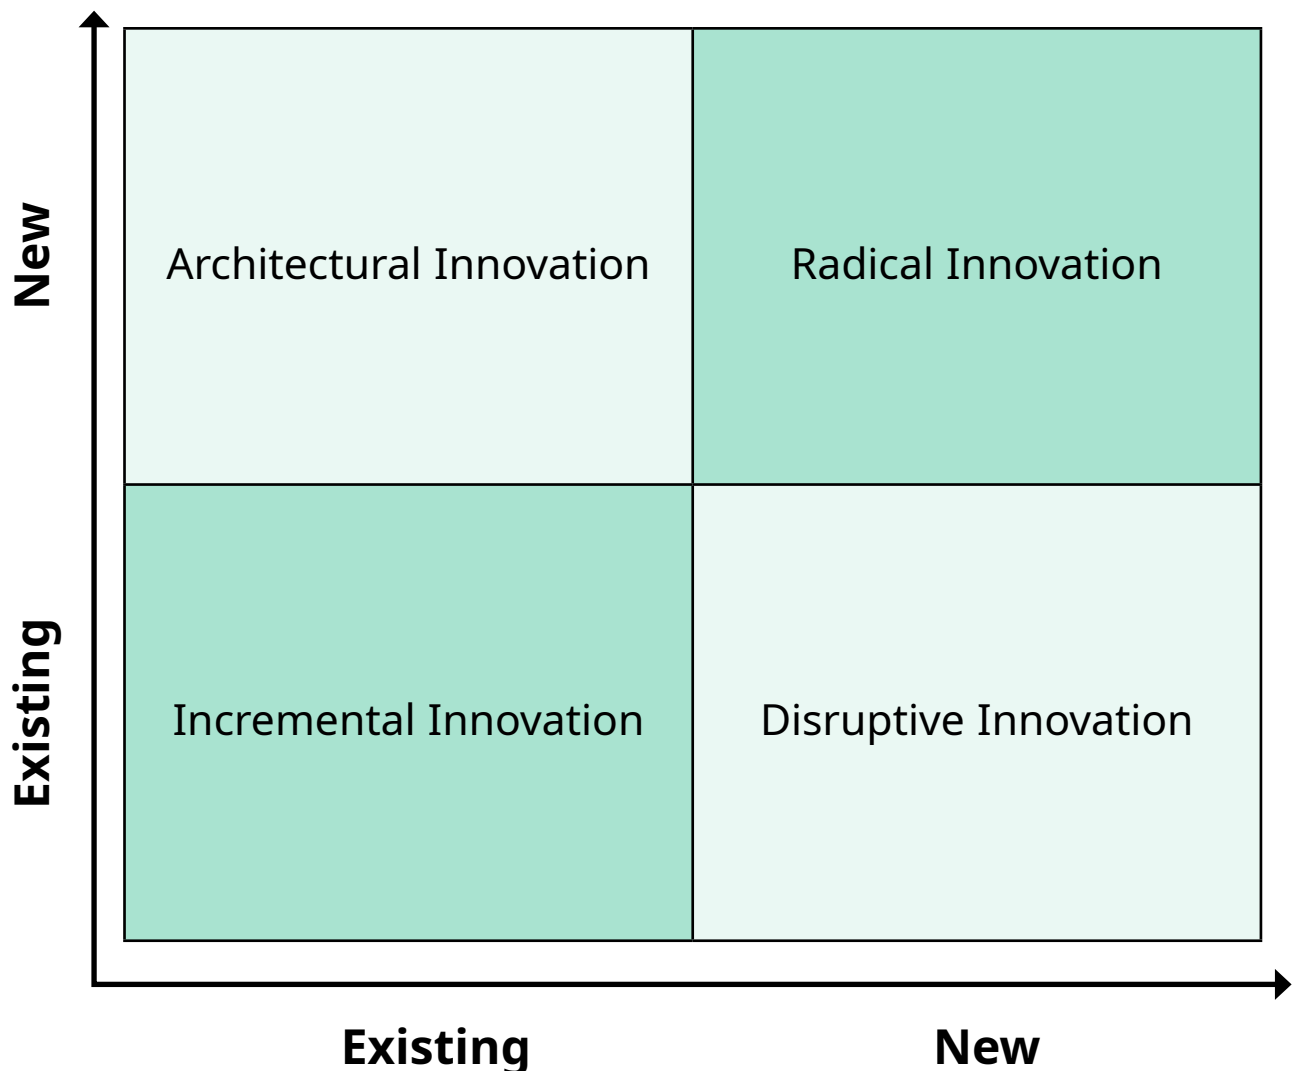 New
Architectural Innovation
Radical Innovation
Existing
Incremental Innovation
Disruptive Innovation
Existing
New